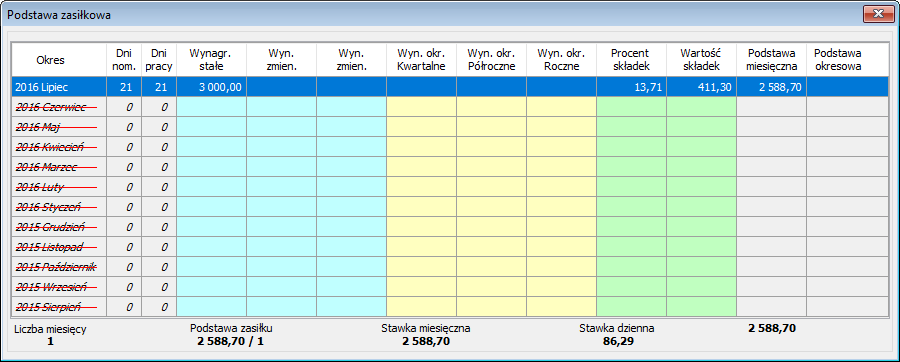 Podstawa zasiłkowa
Okres Dni nom. Dni pracy Wynagr. stałe Wyn. zmien. Wyn. zmien. Wyn. okr. Kwartalne Wyn. okr. Półroczne Wyn. okr. Roczne Procent składek Wartość składek Podstawa miesięczna Podstawa okresowa
2016 Lipiec 21 21 3 000,00 13,71 411,30 2 588,70
2016 Czerwiec 0 0
2016 Maj 0 0
2016 Kwiecień 0 0
2016 Marzec 0 0
2016 Luty 0 0
2016 Styczeń 0 0
2015 Grudzień 0 0
2015 Listopad 0 0
2015 Październik 0 0
2015 Wrzesień 0 0
2015 Sierpień 0 0
Liczba miesięcy Podstawa zasiłku Stawka miesięczna Stawka dzienna 2 588,70
1 2 588,70 / 1 2 588,70 86,29